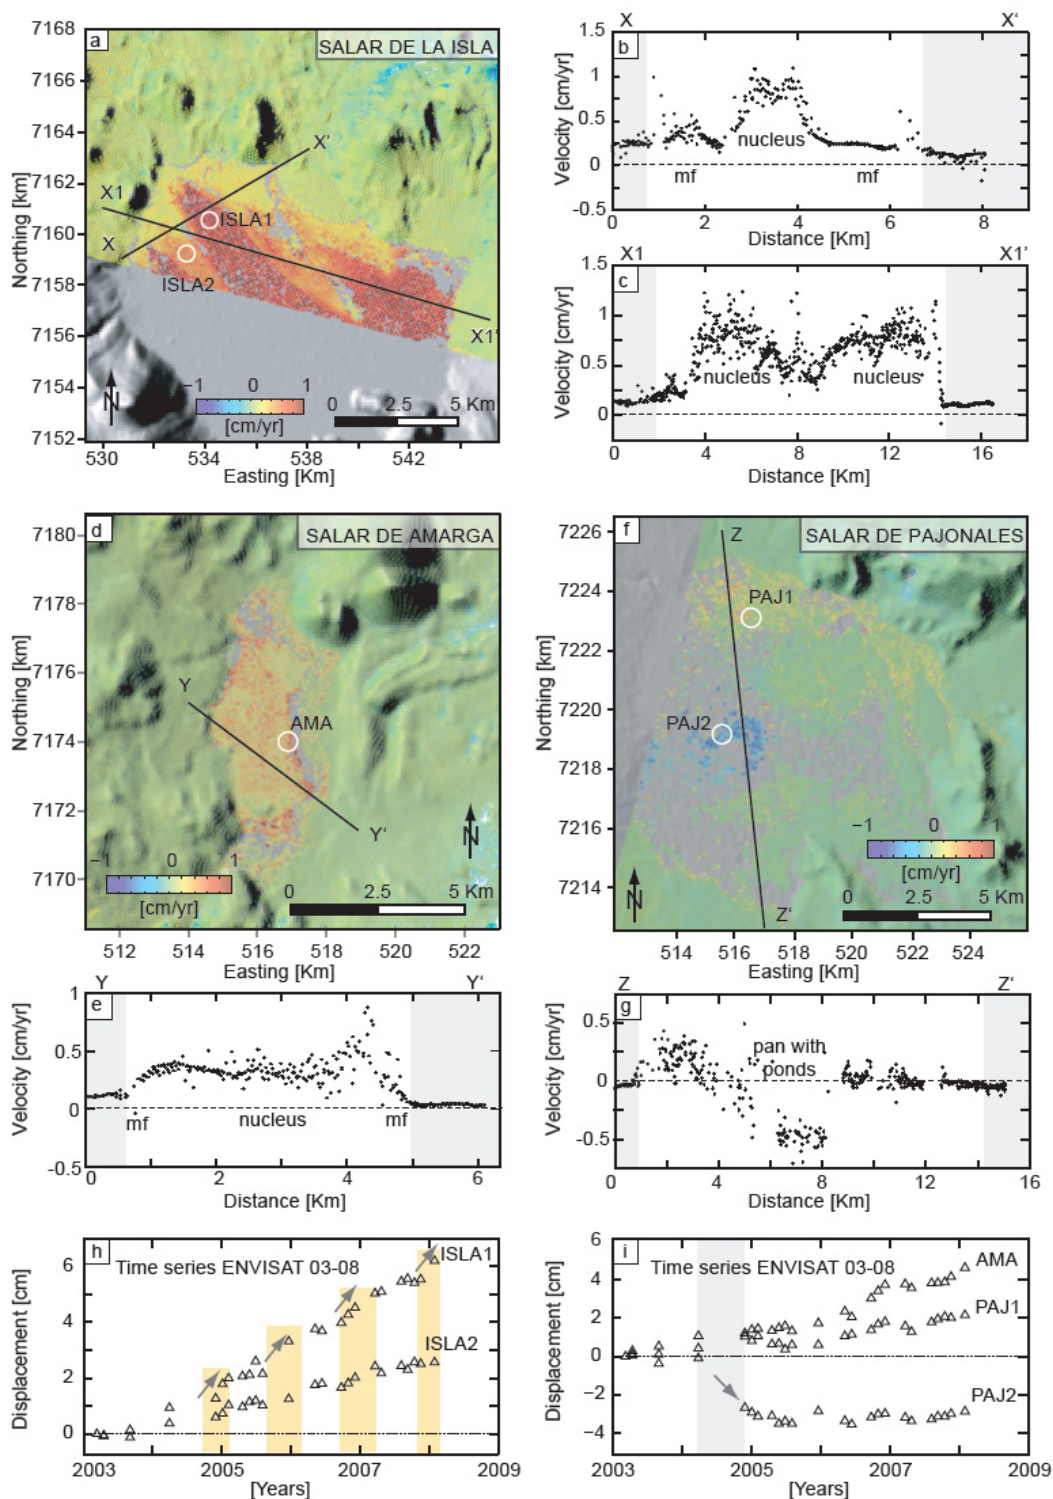 a
SALAR DE LA ISLA
7168
7166
7164
7162
7160
7158
7156
7154
7152
Northing [km]
X'
X1
ISLA1
X
ISLA2
X1'
N
−1 0 1
[cm/yr]
0 2.5 5 Km
530 534 538 542
Easting [Km]
X X'
b
1.5
1
0.5
0
-0.5
Velocity [cm/yr]
nucleus
mf mf
0 2 4 6 8
Distance [Km]
X1 X1'
c
1.5
1
0.5
0
Velocity [cm/yr]
nucleus nucleus
0 4 8 12 16
Distance [Km]
d
SALAR DE AMARGA
7180
7178
7176
7174
7172
7170
Northing [km]
Y
AMA
Y'
N
−1 0 1
[cm/yr]
0 2.5 5 Km
512 514 516 518 520 522
Easting [Km]
f
SALAR DE PAJONALES
7226
7224
7222
7220
7218
7216
7214
Northing [km]
Z
PAJ1
PAJ2
Z'
N
−1 0 1
[cm/yr]
0 2.5 5 Km
514 516 520 522 524
Easting [Km]
Y Y'
e
1
0.5
0
-0.5
Velocity [cm/yr]
mf nucleus mf
0 2 4 6
Distance [Km]
Z Z'
g
0.5
0
-0.5
Velocity [cm/yr]
pan with
ponds
0 4 8 12 16
Distance [Km]
h
Time series ENVISAT 03-08
ISLA1
ISLA2
6
4
2
0
Displacement [cm]
2003 2005 2007 2009
[Years]
i
Time series ENVISAT 03-08
AMA
PAJ1
PAJ2
6
4
2
0
−2
−4
Displacement [cm]
2003 2005 2007 2009
[Years]